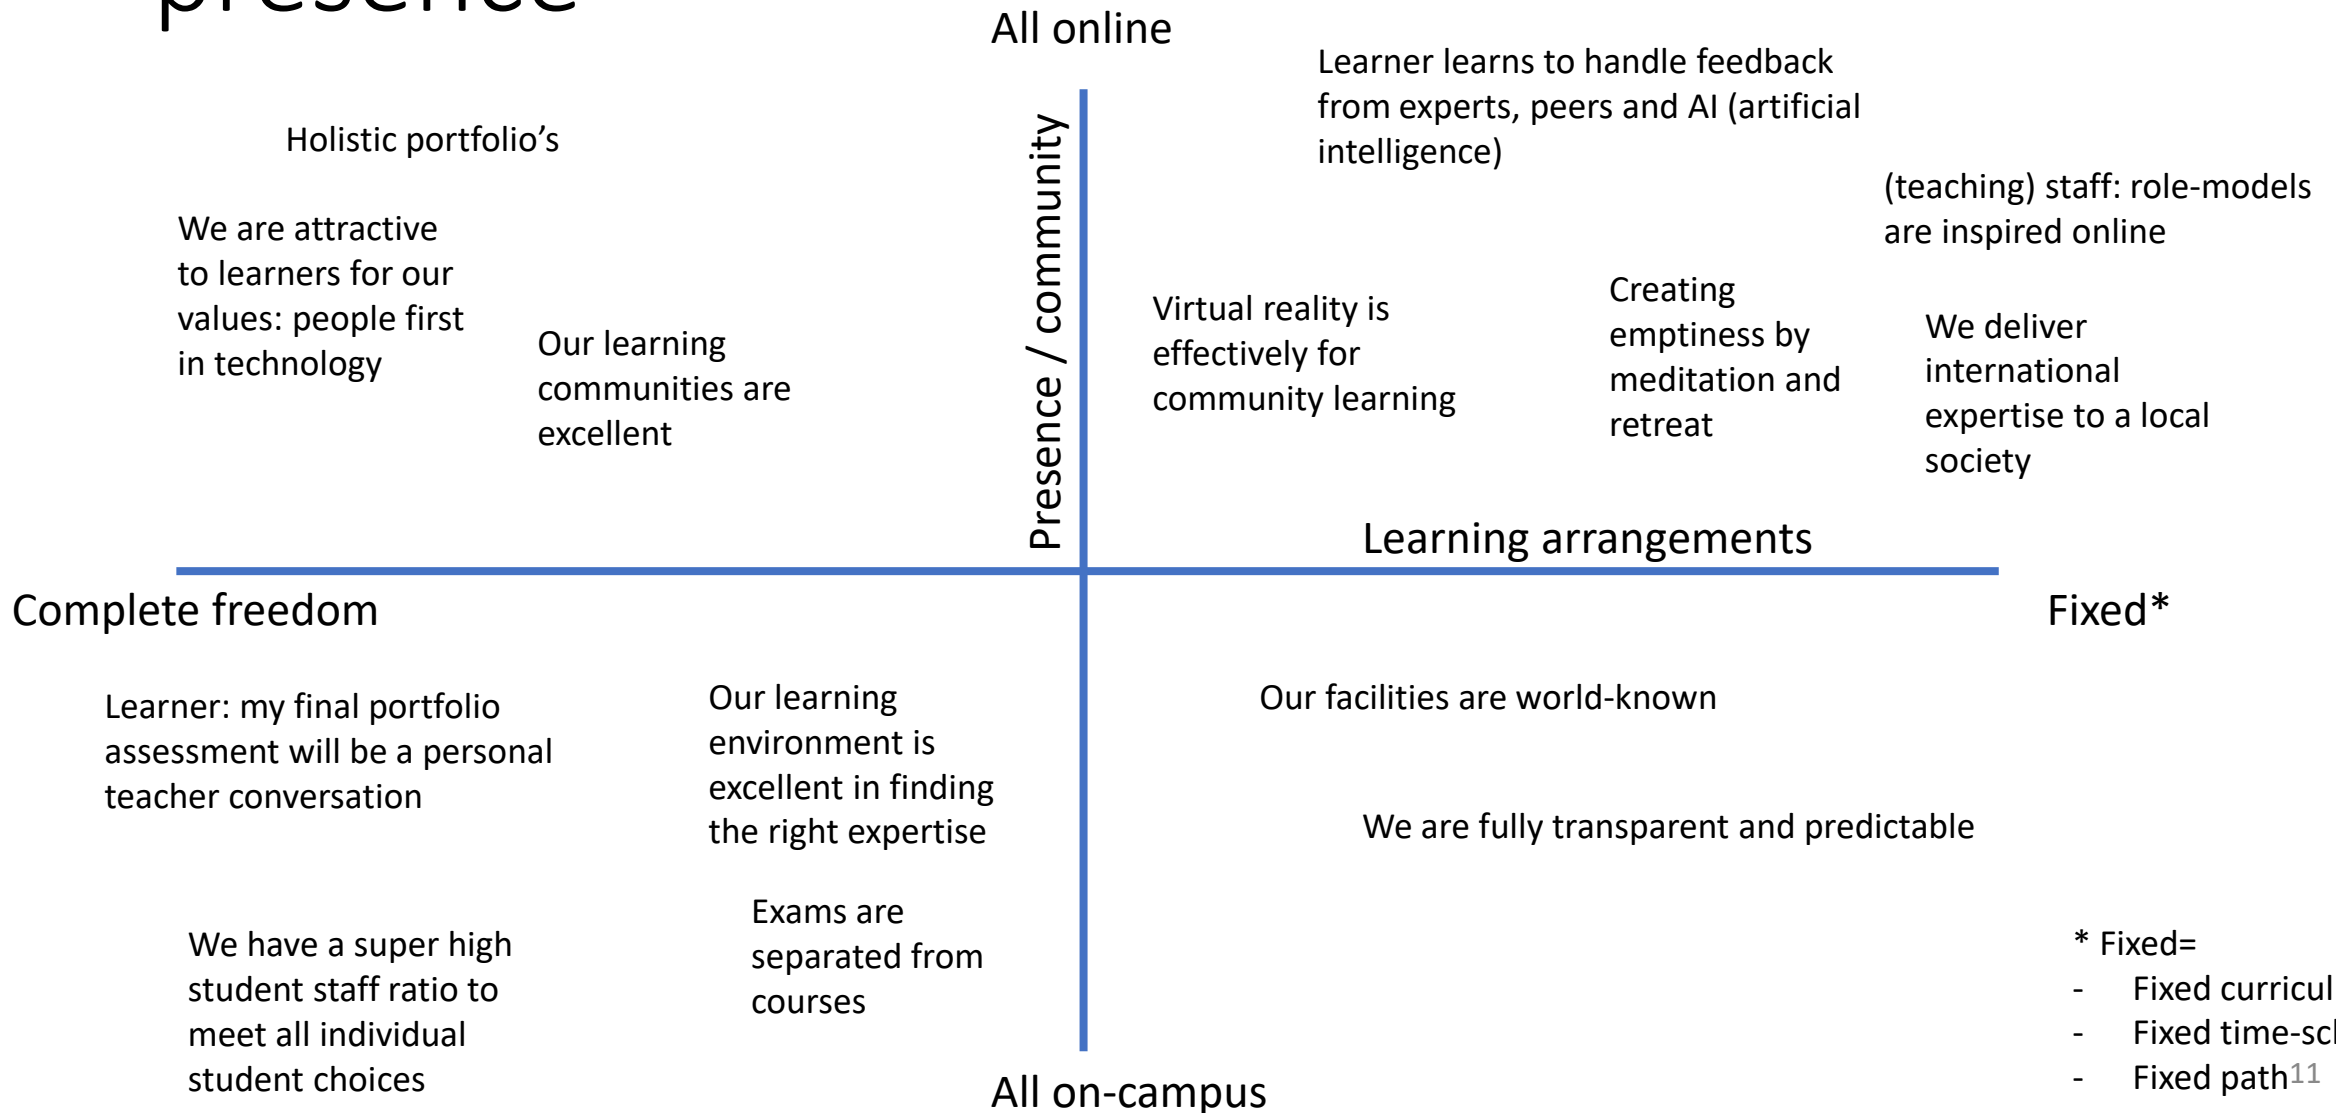 presence
All online
Learner learns to handle feedback
from experts, peers and AI (artificial
intelligence)
Holistic portfolio's
(teaching) staff: role-models
are inspired online
We are attractive
to learners for our
values: people first
in technology
Our learning
communities are
excellent
Presence / community
Virtual reality is
effectively for
community learning
Creating
emptiness by
meditation and
retreat
We deliver
international
expertise to a local
society
Learning arrangements
Complete freedom
Fixed*
Learner: my final portfolio
assessment will be a personal
teacher conversation
Our learning
environment is
excellent in finding
the right expertise
Our facilities are world-known
We are fully transparent and predictable
We have a super high
student staff ratio to
meet all individual
student choices
Exams are
separated from
courses
* Fixed=
- Fixed curricul
- Fixed time-scl
- Fixed path
11
All on-campus